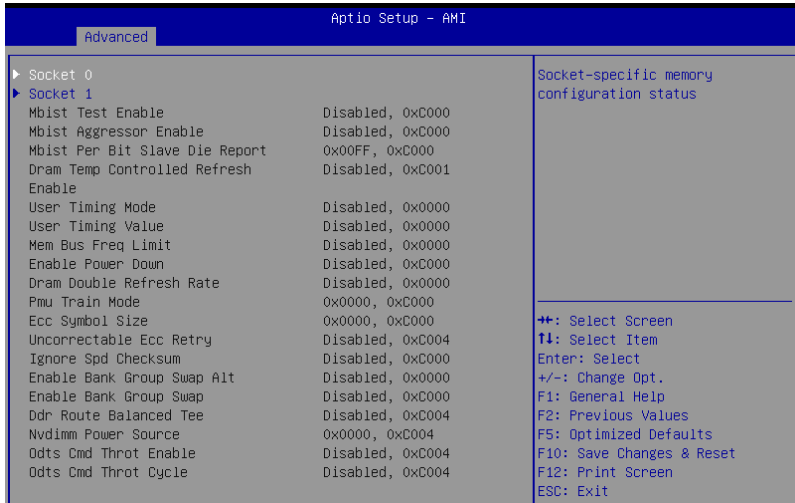 Aptio Setup - AMI
Advanced
Socket 0
Socket 1
Mbist Test Enable Disabled, 0xC000
Mbist Aggressor Enable Disabled, 0xC000
Mbist Per Bit Slave Die Report 0x00FF, 0xC000
Dram Temp Controlled Refresh Disabled, 0xC001
Enable
User Timing Mode Disabled, 0x0000
User Timing Value Disabled, 0x0000
Mem Bus Freq Limit Disabled, 0x0000
Enable Power Down Disabled, 0xC000
Dram Double Refresh Rate Disabled, 0x0000
Pmu Train Mode 0x0000, 0xC000
Ecc Symbol Size 0x0000, 0xC000
Uncorrectable Ecc Retry Disabled, 0xC004
Ignore Spd Checksum Disabled, 0xC000
Enable Bank Group Swap Alt Disabled, 0x0000
Enable Bank Group Swap Disabled, 0xC000
Ddr Route Balanced Tee Disabled, 0xC004
Nvdimm Power Source 0x0000, 0xC004
Odts Cmd Throt Enable Disabled, 0xC004
Odts Cmd Throt Cycle Disabled, 0xC004
Socket-specific memory
configuration status
→←: Select Screen
↑↓: Select Item
Enter: Select
+/-: Change Opt.
F1: General Help
F2: Previous Values
F5: Optimized Defaults
F10: Save Changes & Reset
F12: Print Screen
ESC: Exit